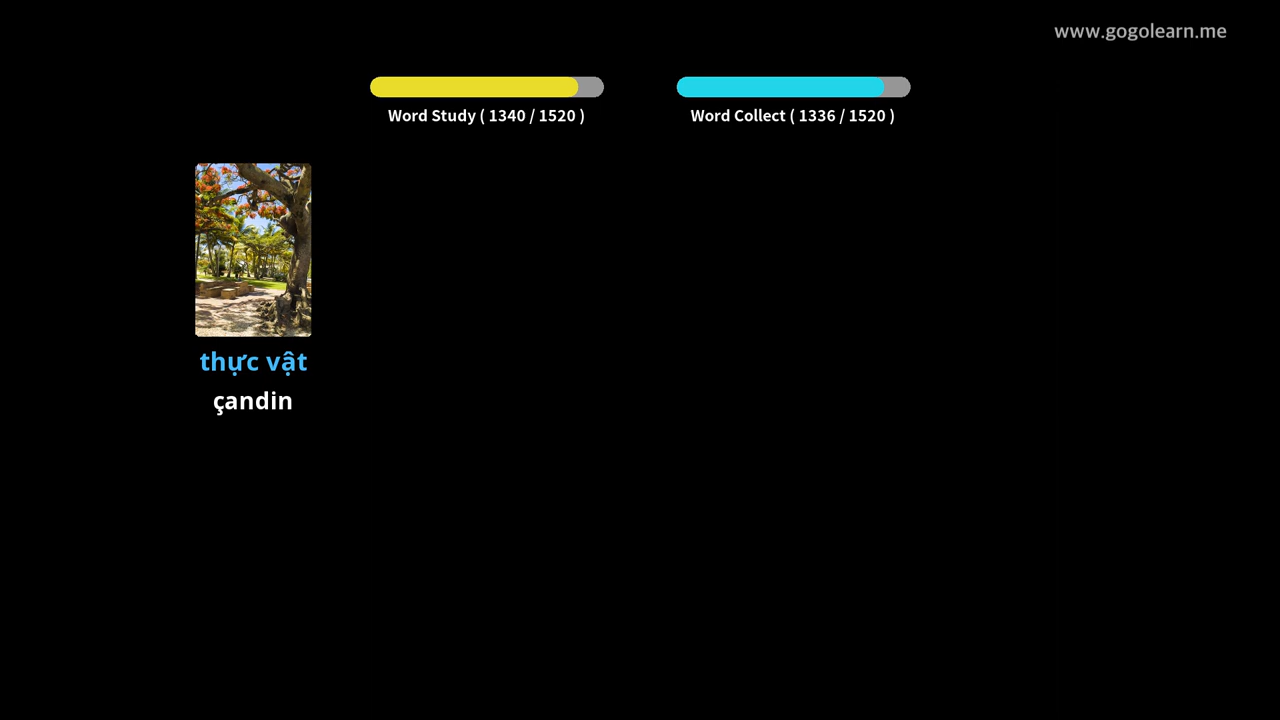 www.gogolearn.me
Word Study ( 1340 / 1520 )
Word Collect ( 1336 / 1520 )
thực vật
çandin